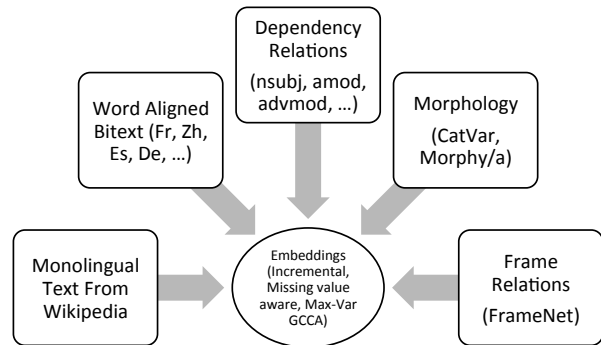 Dependency
Relations
(nsubj, amod,
advmod, …)
Word Aligned
Bitext (Fr, Zh,
Es, De, …)
Morphology
(CatVar,
Morphy/a)
Monolingual
Text From
Wikipedia
Embeddings
(Incremental,
Missing value
aware, Max-Var
GCCA)
Frame
Relations
(FrameNet)